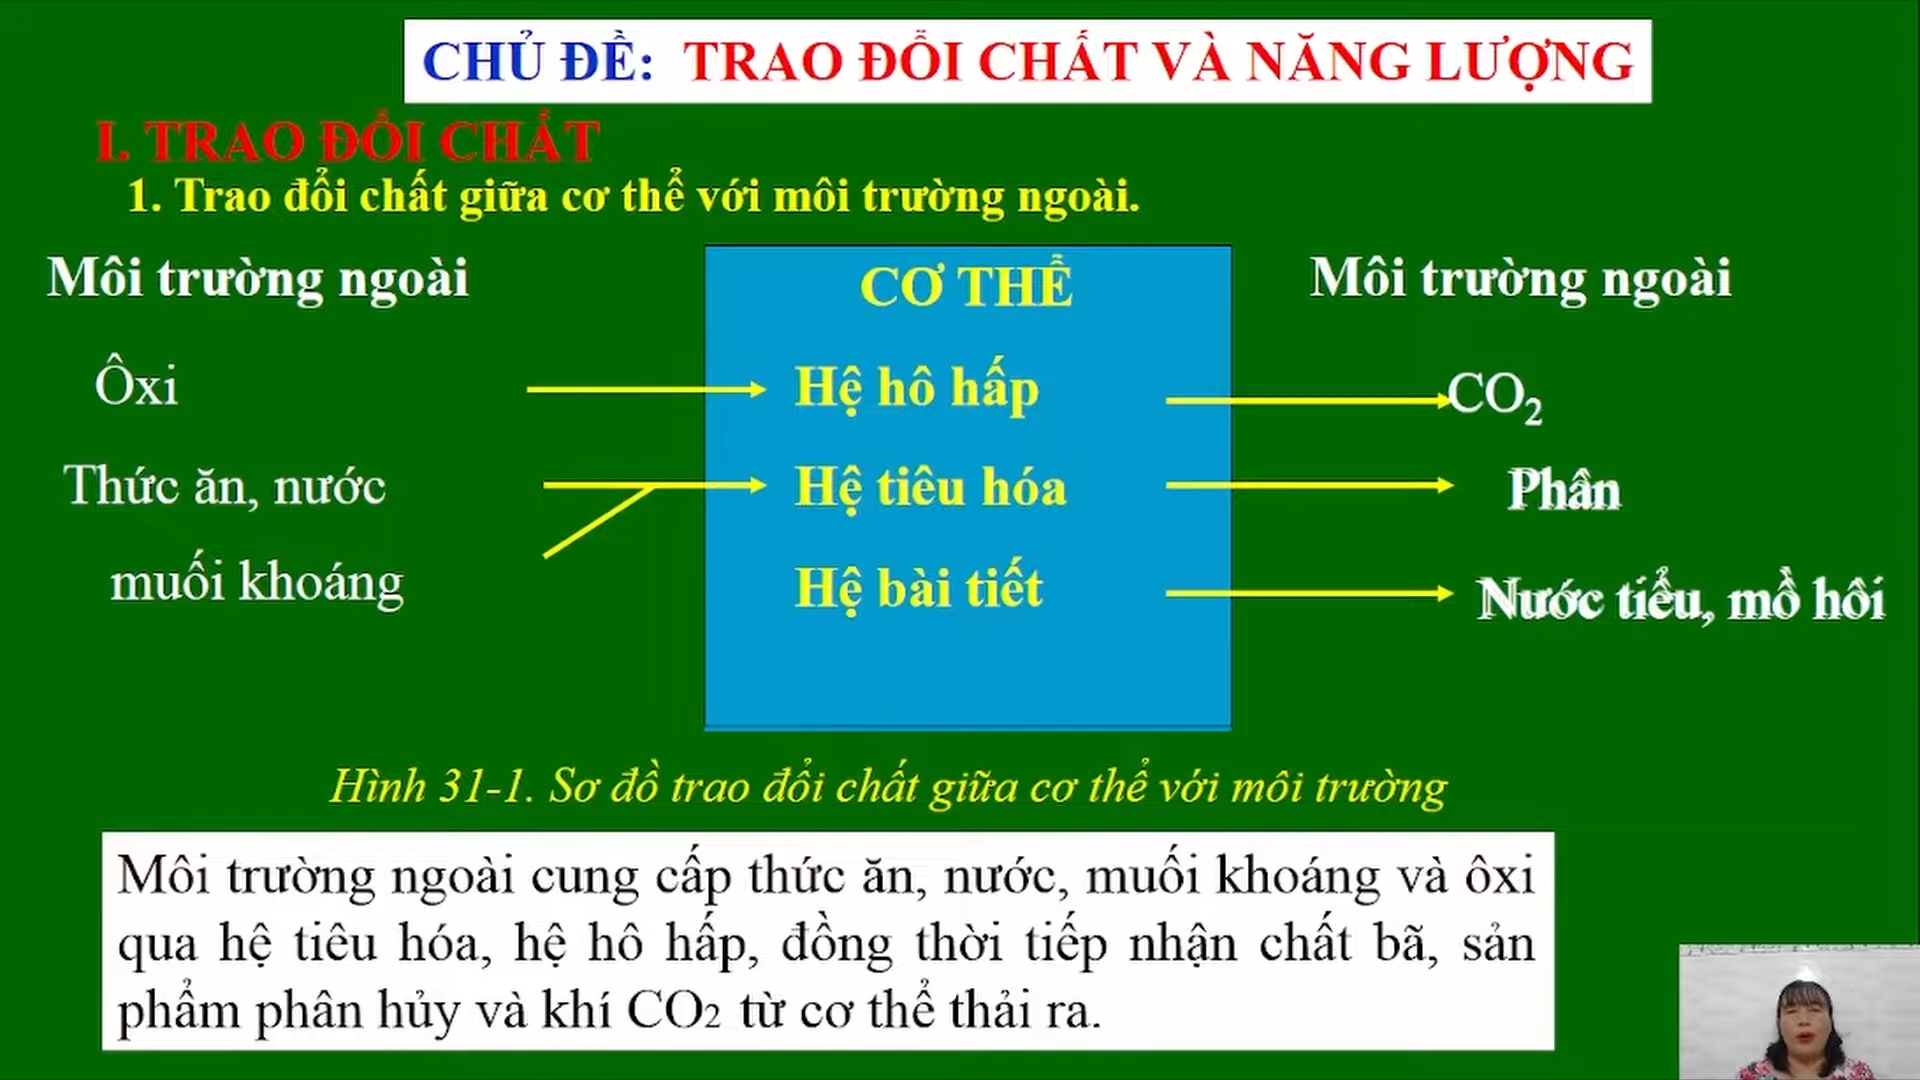 CHỦ ĐỀ: TRAO ĐỔI CHẤT VÀ NĂNG LƯỢNG
I. TRAO ĐỔI CHẤT
1. Trao đổi chất giữa cơ thể với môi trường ngoài.
Môi trường ngoài
CƠ THỂ
Môi trường ngoài
Ôxi
Hệ hô hấp
CO₂
Thức ăn, nước
Hệ tiêu hóa
Phân
muối khoáng
Hệ bài tiết
Nước tiểu, mồ hôi
Hình 31-1. Sơ đồ trao đổi chất giữa cơ thể với môi trường
Môi trường ngoài cung cấp thức ăn, nước, muối khoáng và ôxi
qua hệ tiêu hóa, hệ hô hấp, đồng thời tiếp nhận chất bã, sản
phẩm phân hủy và khí CO₂ từ cơ thể thải ra.